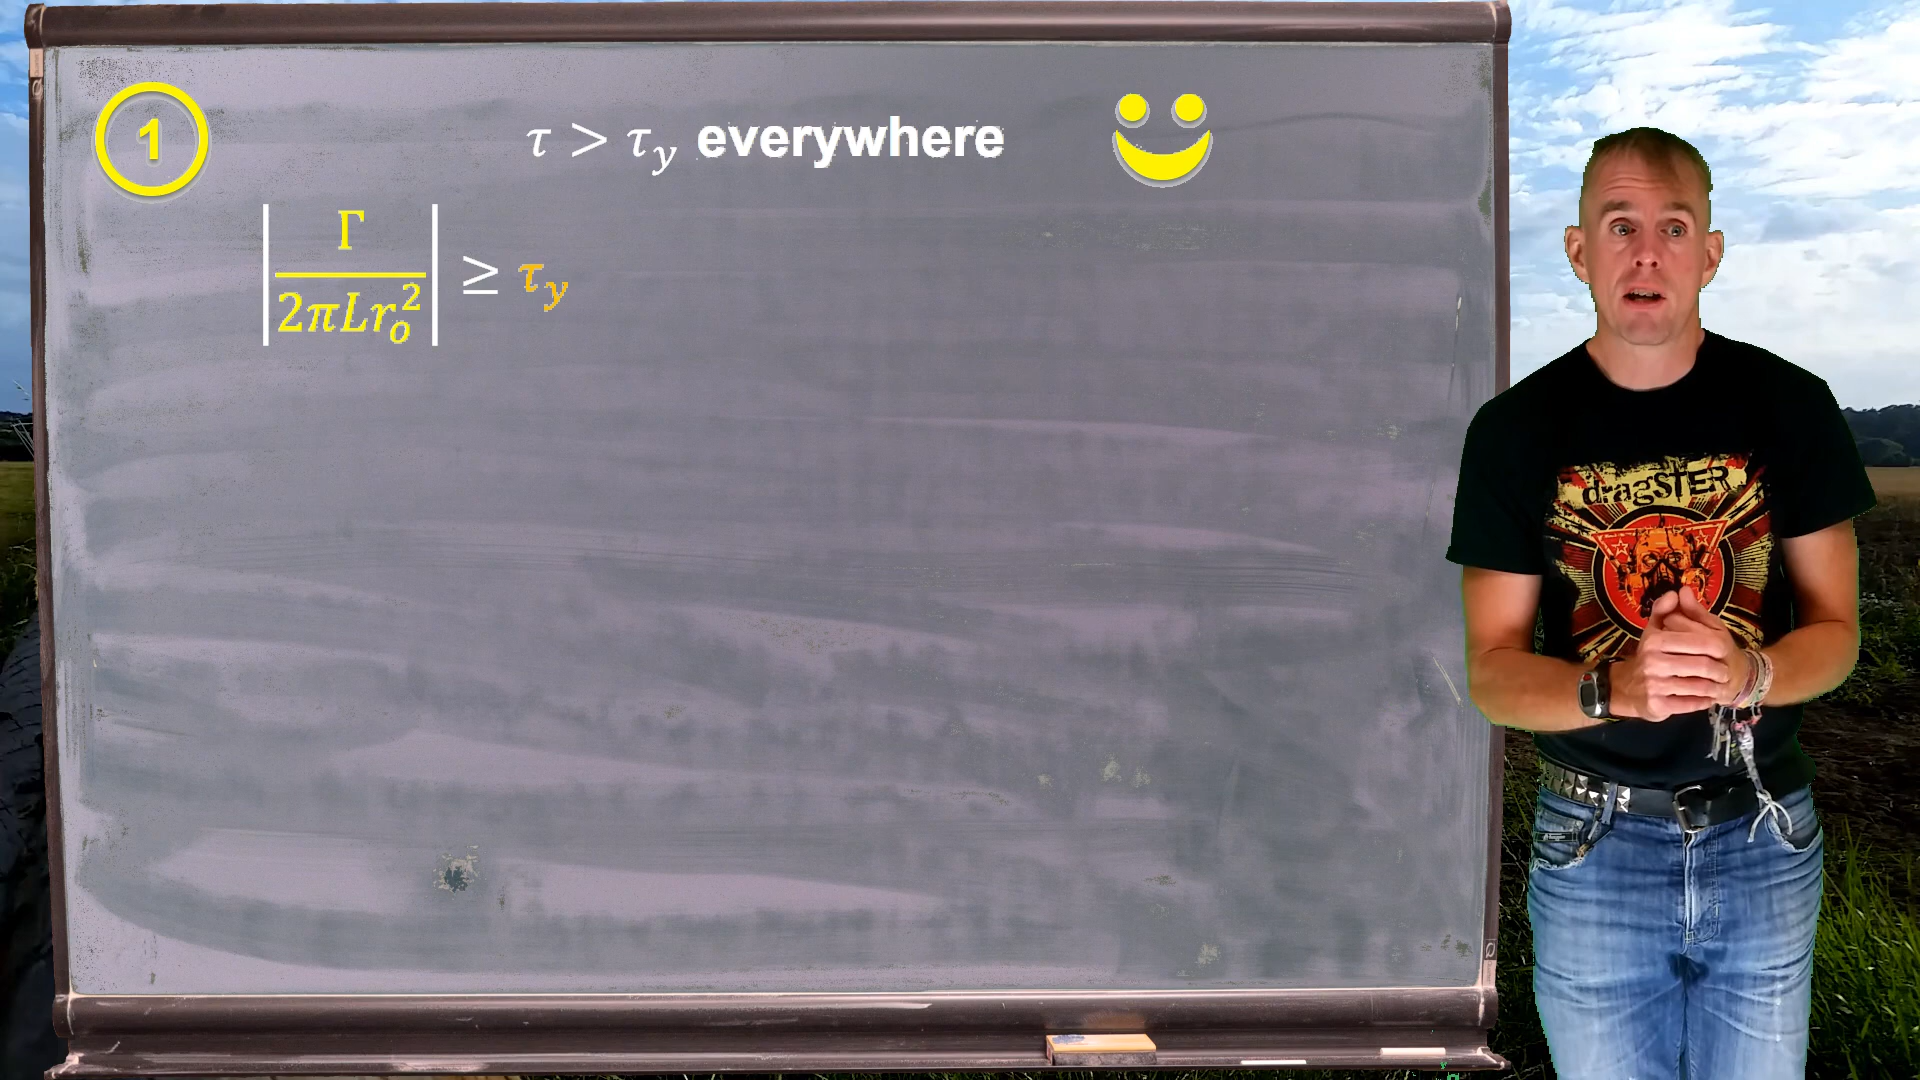 1
τ > τ_y everywhere
|Γ / 2πLr_o^2| ≥ τ_y
dragSTER